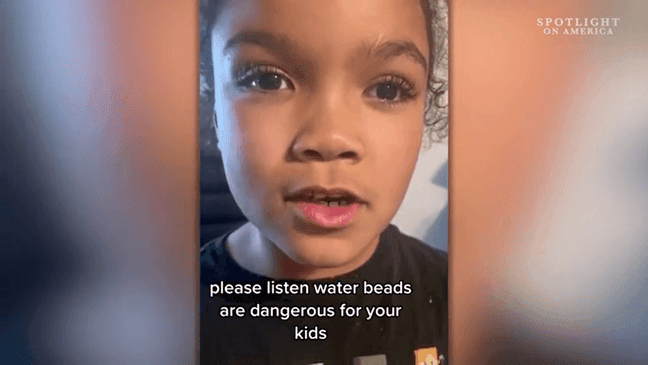 SPOTLIGHT
ON AMERICA
please listen water beads
are dangerous for your
kids